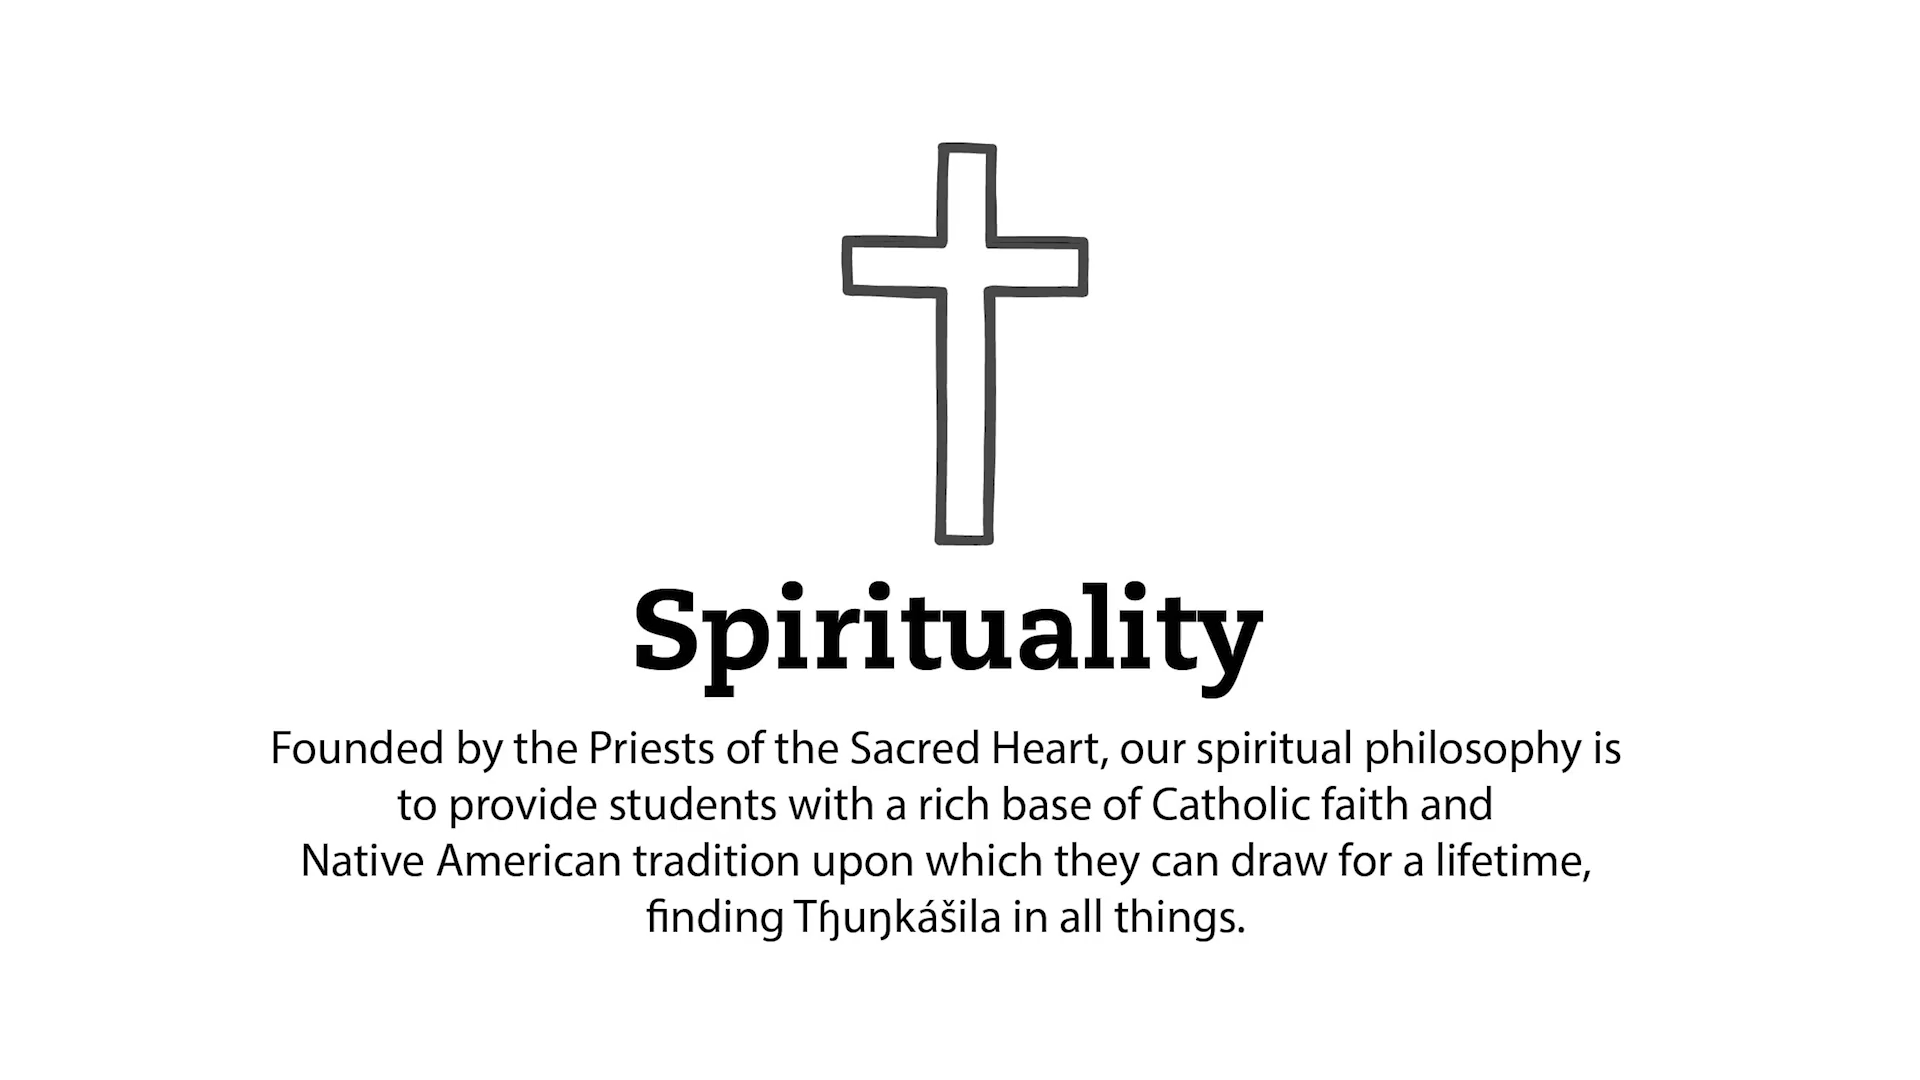 Spirituality
Founded by the Priests of the Sacred Heart, our spiritual philosophy is
to provide students with a rich base of Catholic faith and
Native American tradition upon which they can draw for a lifetime,
finding Tꜧuŋkášila in all things.